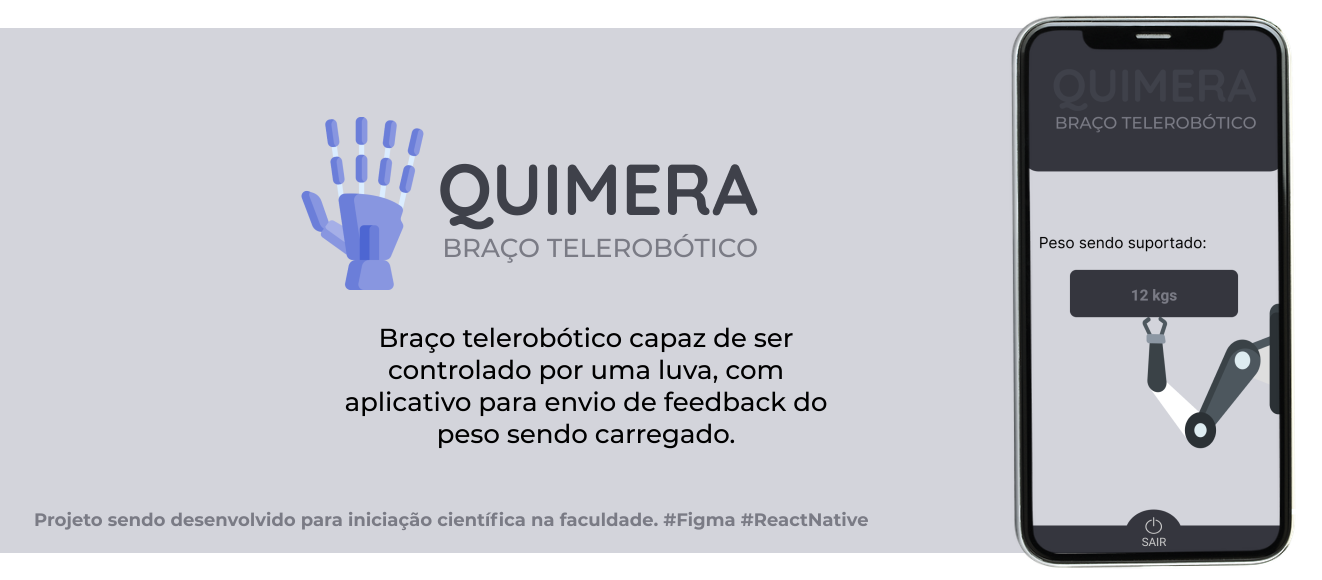 QUIMERA
BRAÇO TELEROBÓTICO
Braço telerobótico capaz de ser
controlado por uma luva, com
aplicativo para envio de feedback do
peso sendo carregado.
Projeto sendo desenvolvido para iniciação científica na faculdade. #Figma #ReactNative
QUIMERA
BRAÇO TELEROBÓTICO
Peso sendo suportado:
12 kgs
SAIR